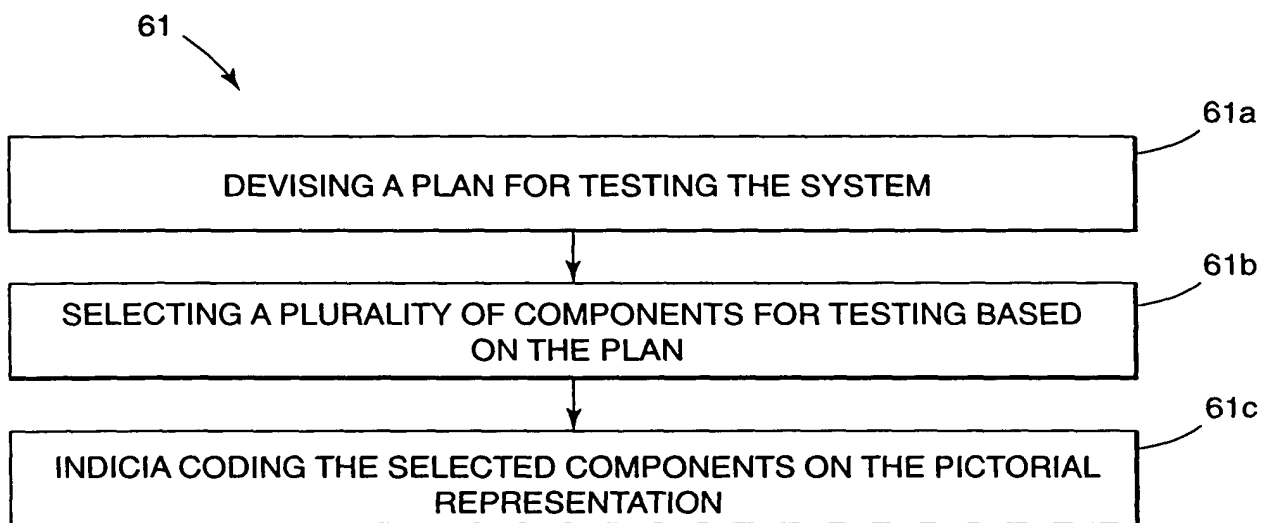 61
61a
DEVISING A PLAN FOR TESTING THE SYSTEM
61b
SELECTING A PLURALITY OF COMPONENTS FOR TESTING BASED
ON THE PLAN
61c
INDICIA CODING THE SELECTED COMPONENTS ON THE PICTORIAL
REPRESENTATION